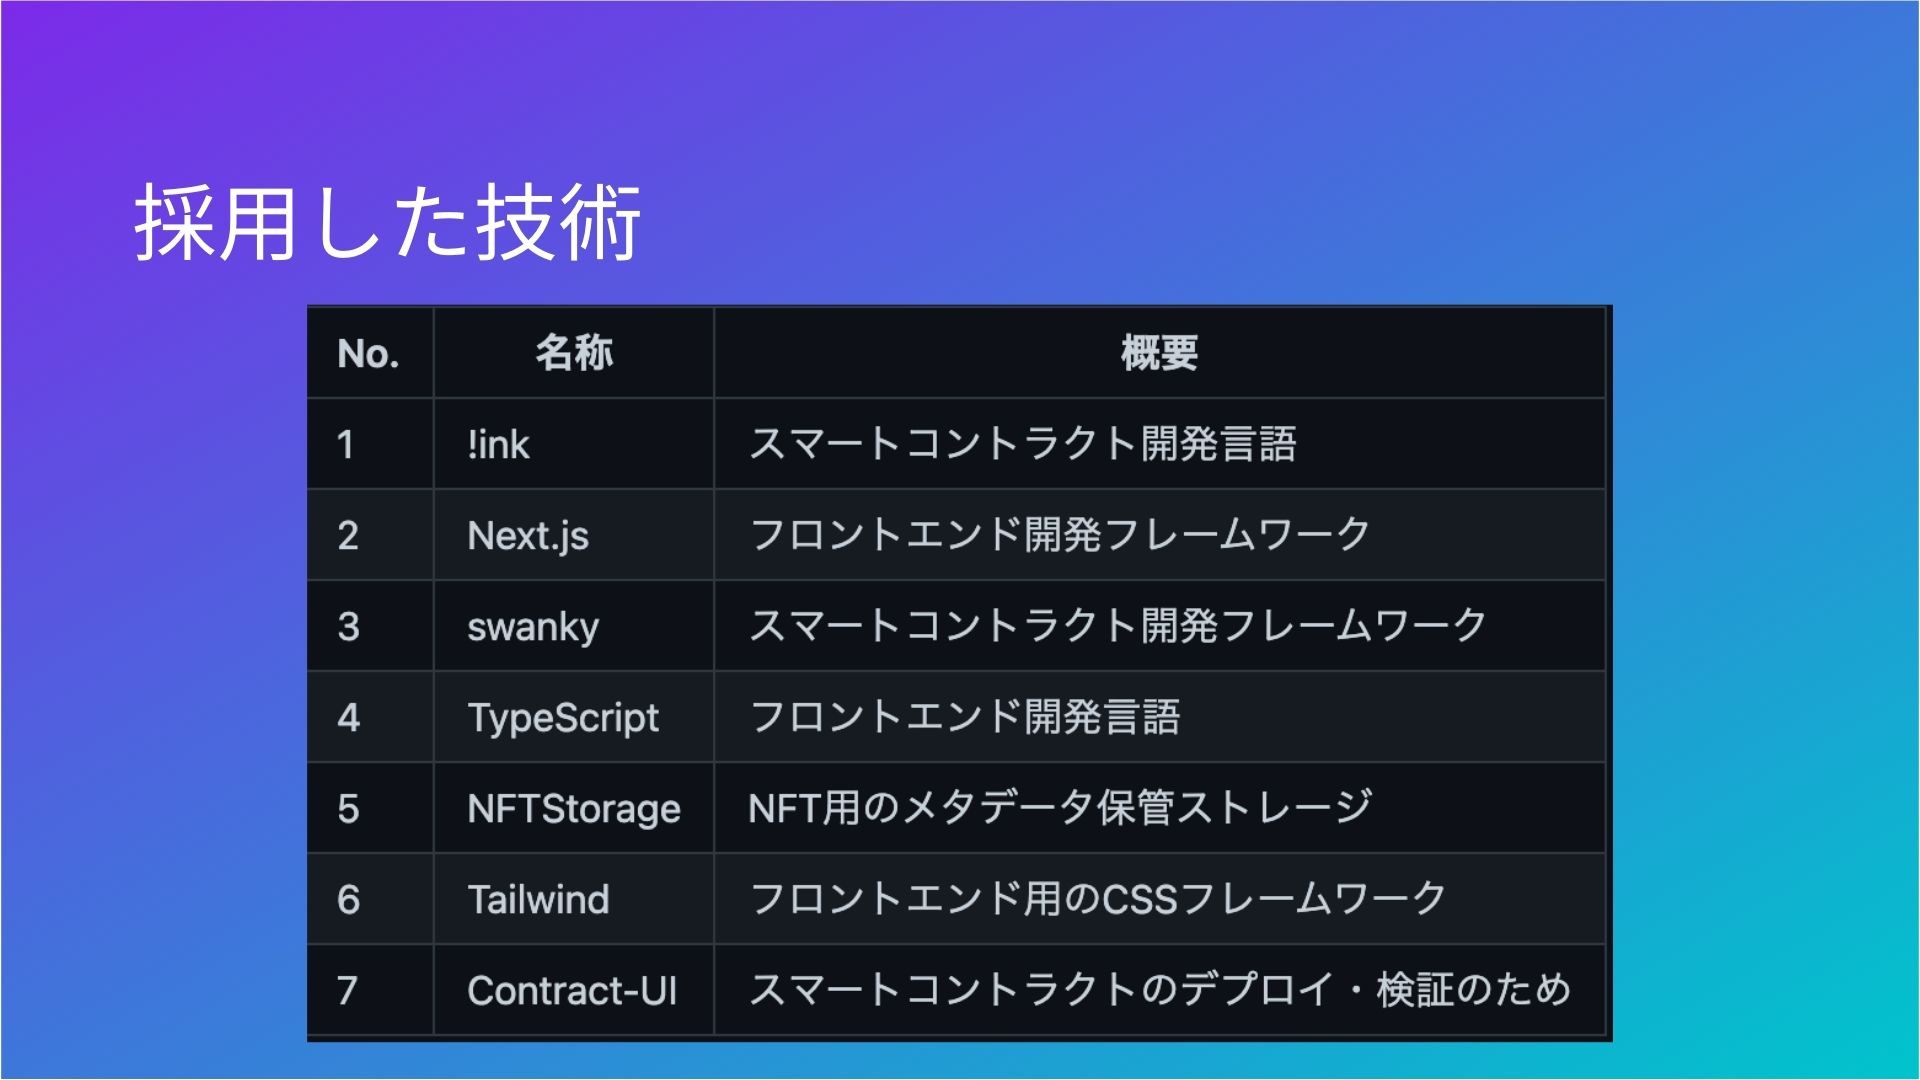 採用した技術
No. 名称 概要
1 !ink スマートコントラクト開発言語
2 Next.js フロントエンド開発フレームワーク
3 swanky スマートコントラクト開発フレームワーク
4 TypeScript フロントエンド開発言語
5 NFTStorage NFT用のメタデータ保管ストレージ
6 Tailwind フロントエンド用のCSSフレームワーク
7 Contract-UI スマートコントラクトのデプロイ・検証のため